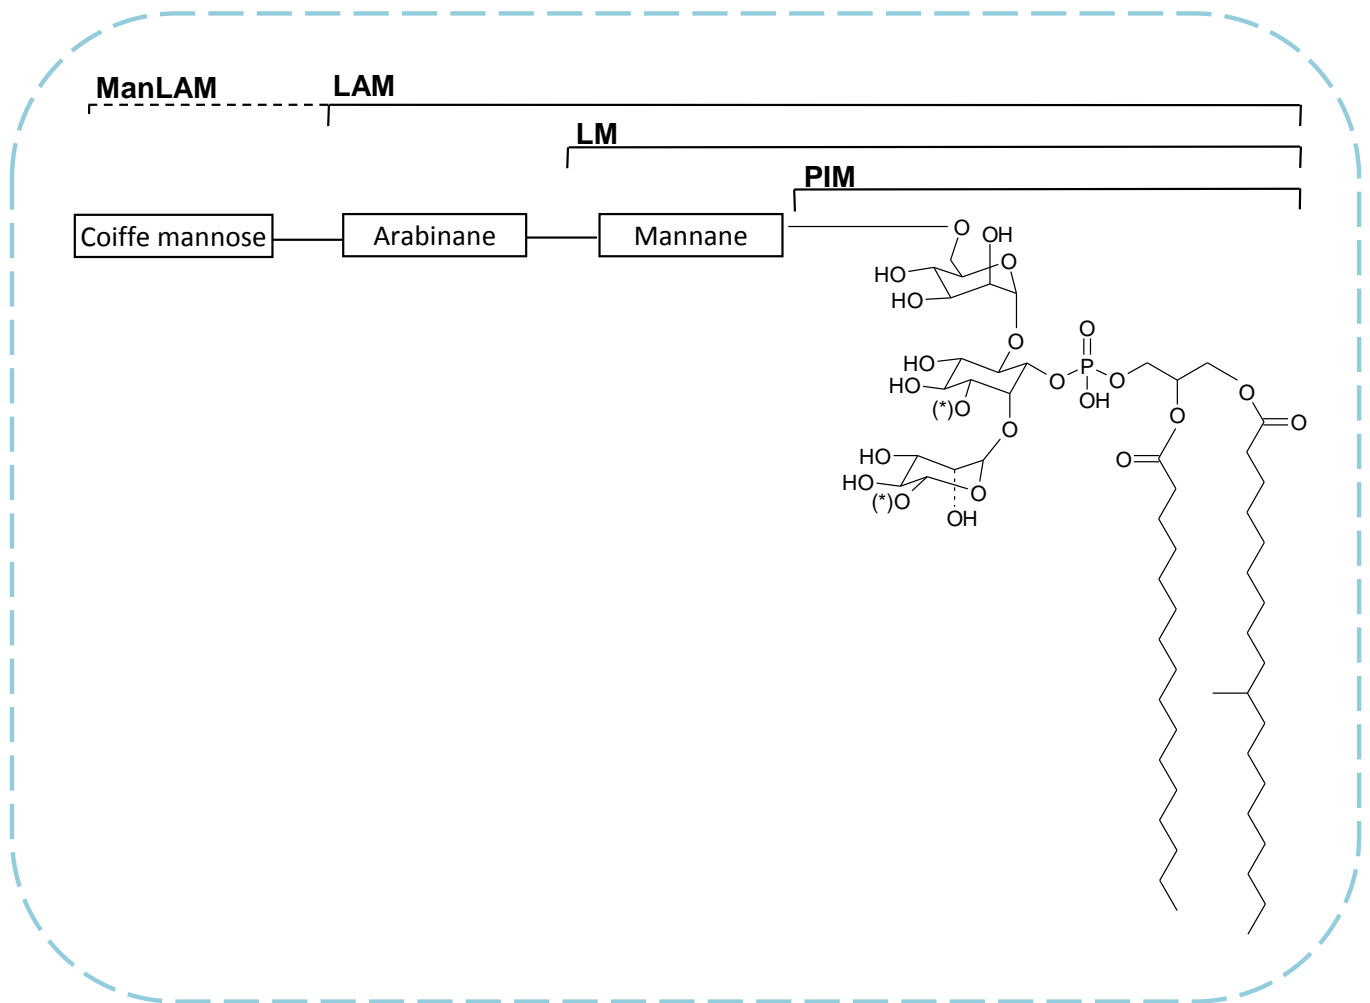 ManLAM
LAM
LM
PIM
Coiffe mannose
Arabinane
Mannane
O
OH
HO
O
HO
O
O
HO
P
O
O
HO
OH
(*)O
O
O
O
O
HO
O
HO
(*)O
O
OH